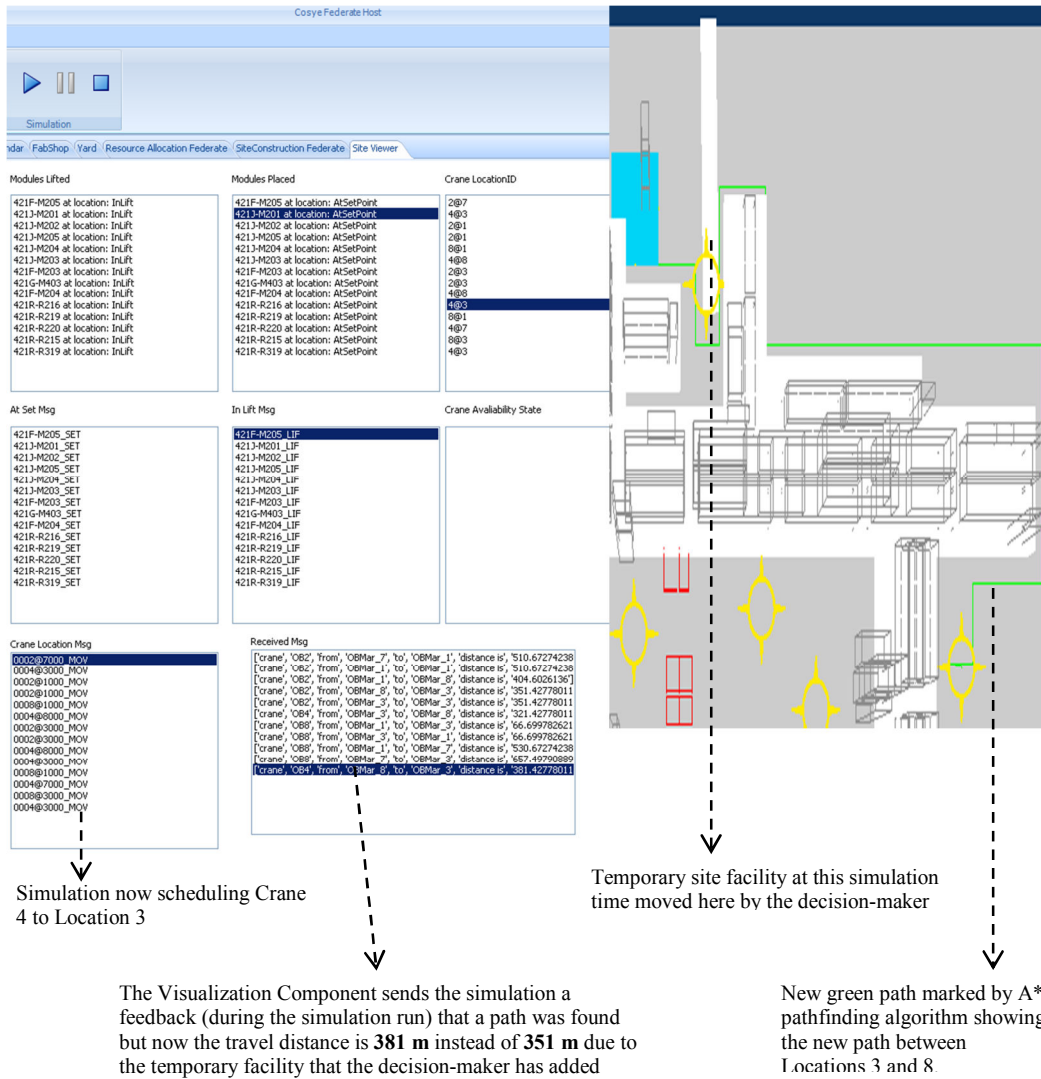 Cosye Federate Host
Simulation
ndar FabShop Yard Resource Allocation Federate SiteConstruction Federate Site Viewer
Modules Lifted
421F-M205 at location: InLift
421J-M201 at location: InLift
421J-M202 at location: InLift
421J-M205 at location: InLift
421J-M204 at location: InLift
421J-M203 at location: InLift
421F-M203 at location: InLift
421G-M403 at location: InLift
421F-M204 at location: InLift
421R-R216 at location: InLift
421R-R219 at location: InLift
421R-R220 at location: InLift
421R-R215 at location: InLift
421R-R319 at location: InLift
Modules Placed
421F-M205 at location: AtSetPoint
421J-M201 at location: AtSetPoint
421J-M202 at location: AtSetPoint
421J-M205 at location: AtSetPoint
421J-M204 at location: AtSetPoint
421J-M203 at location: AtSetPoint
421F-M203 at location: AtSetPoint
421G-M403 at location: AtSetPoint
421F-M204 at location: AtSetPoint
421R-R216 at location: AtSetPoint
421R-R219 at location: AtSetPoint
421R-R220 at location: AtSetPoint
421R-R215 at location: AtSetPoint
421R-R319 at location: AtSetPoint
Crane LocationID
2@7
4@3
2@1
2@1
8@1
4@8
2@3
2@3
4@8
4@3
8@1
4@7
8@3
4@3
At Set Msg
421F-M205_SET
421J-M201_SET
421J-M202_SET
421J-M205_SET
421J-M204_SET
421J-M203_SET
421F-M203_SET
421G-M403_SET
421F-M204_SET
421R-R216_SET
421R-R219_SET
421R-R220_SET
421R-R215_SET
421R-R319_SET
In Lift Msg
421F-M205_LIF
421J-M201_LIF
421J-M202_LIF
421J-M205_LIF
421J-M204_LIF
421J-M203_LIF
421F-M203_LIF
421G-M403_LIF
421F-M204_LIF
421R-R216_LIF
421R-R219_LIF
421R-R220_LIF
421R-R215_LIF
421R-R319_LIF
Crane Avaliability State
Crane Location Msg
0002@7000_MOV
0004@3000_MOV
0002@1000_MOV
0002@1000_MOV
0008@1000_MOV
0004@8000_MOV
0002@3000_MOV
0002@3000_MOV
0004@8000_MOV
0004@3000_MOV
0008@1000_MOV
0004@7000_MOV
0008@3000_MOV
0004@3000_MOV
Received Msg
['crane', 'OB2', 'from', 'OBMar_7', 'to', 'OBMar_1', 'distance is', '510.67274238
['crane', 'OB2', 'from', 'OBMar_7', 'to', 'OBMar_1', 'distance is', '510.67274238
['crane', 'OB2', 'from', 'OBMar_1', 'to', 'OBMar_8', 'distance is', '404.6026136']
['crane', 'OB2', 'from', 'OBMar_8', 'to', 'OBMar_3', 'distance is', '351.42778011
['crane', 'OB2', 'from', 'OBMar_3', 'to', 'OBMar_3', 'distance is', '351.42778011
['crane', 'OB4', 'from', 'OBMar_3', 'to', 'OBMar_8', 'distance is', '321.42778011
['crane', 'OB8', 'from', 'OBMar_1', 'to', 'OBMar_3', 'distance is', '66.699782621
['crane', 'OB8', 'from', 'OBMar_3', 'to', 'OBMar_1', 'distance is', '66.699782621
['crane', 'OB8', 'from', 'OBMar_1', 'to', 'OBMar_7', 'distance is', '530.67274238
['crane', 'OB8', 'from', 'OBMar_7', 'to', 'OBMar_3', 'distance is', '657.49790889
['crane', 'OB4', 'from', 'OBMar_8', 'to', 'OBMar_3', 'distance is', '381.42778011
Simulation now scheduling Crane
4 to Location 3
Temporary site facility at this simulation
time moved here by the decision-maker
The Visualization Component sends the simulation a
feedback (during the simulation run) that a path was found
but now the travel distance is 381 m instead of 351 m due to
the temporary facility that the decision-maker has added
New green path marked by A*
pathfinding algorithm showing
the new path between
Locations 3 and 8.